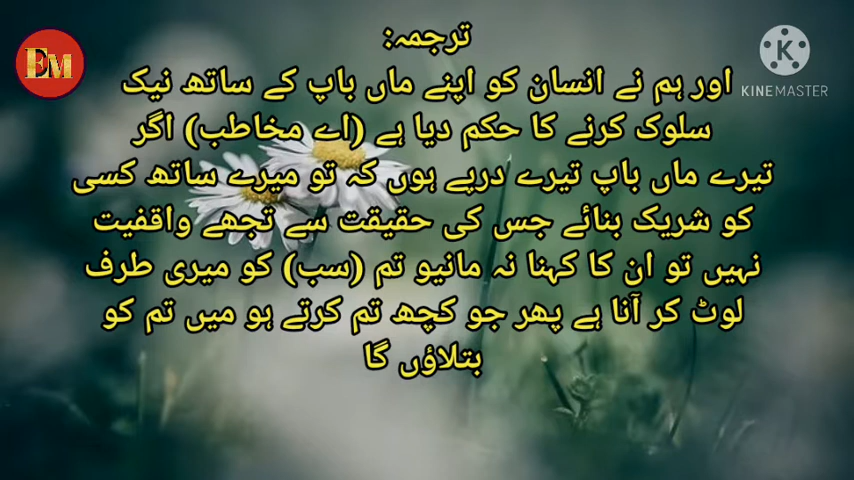 ترجمہ:
اور ہم نے انسان کو اپنے ماں باپ کے ساتھ نیک
سلوک کرنے کا حکم دیا ہے (اے مخاطب) اگر
تیرے ماں باپ تیرے درپے ہوں کہ تو میرے ساتھ کسی
کو شریک بنائے جس کی حقیقت سے تجھے واقفیت
نہیں تو ان کا کہنا نہ مانیو تم (سب) کو میری طرف
لوٹ کر آنا ہے پھر جو کچھ تم کرتے ہو میں تم کو
بتلاؤں گا
EM
K
KINEMASTER